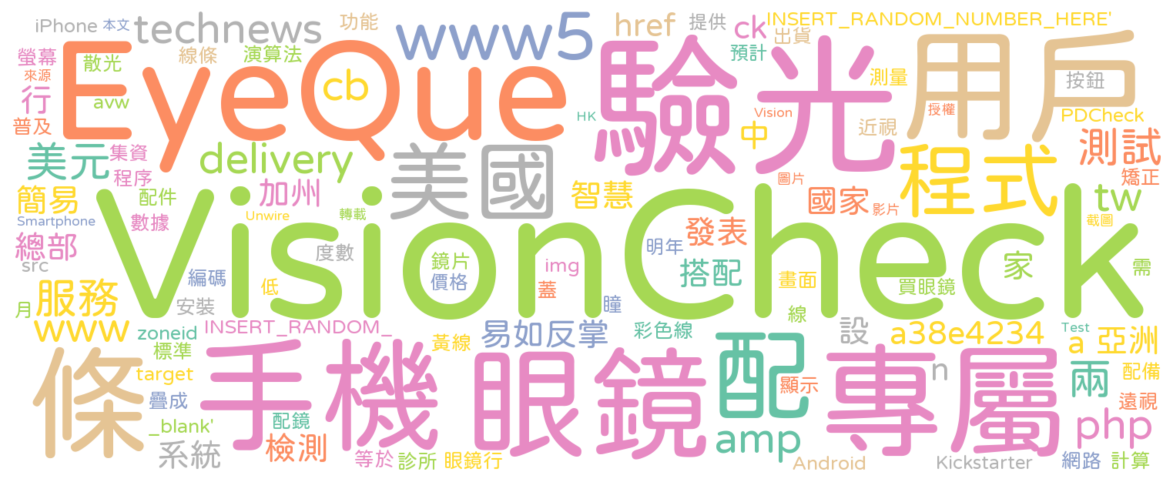 iPhone 本文 technews 功能 www5 href 提供 ck INSERT_RANDOM_NUMBER_HERE'
出貨
螢幕 散光 線條 演算法 預計
來源 EyeQue 驗光 用戶
行 avw cb HK 測量 按鈕
普及 Vision 中 近視 授權 PDCheck
美元 集資 delivery 美國 智慧 程式 測試
程序 圖片 矯正
簡易 配件 加州 國家 影片 tw
Smartphone 數據 Unwire 轉載 發表 截圖
總部 VisionCheck
src 度數 鏡片 明年 家 需
編碼 價格 img 搭配 畫面
月 服務 安裝 低 蓋 瞳 買眼鏡
www zoneid INSERT_RANDOM_ 易如反掌 彩色線 線 設 a38e4234 Test
標準 黃線 a 亞洲
條 target 手機 眼鏡 配 顯示 專屬 n 兩 配備
疊成 遠視
_blank' 配鏡 amp php
系統 檢測 等於 診所 眼鏡行 Android Kickstarter 網路 計算